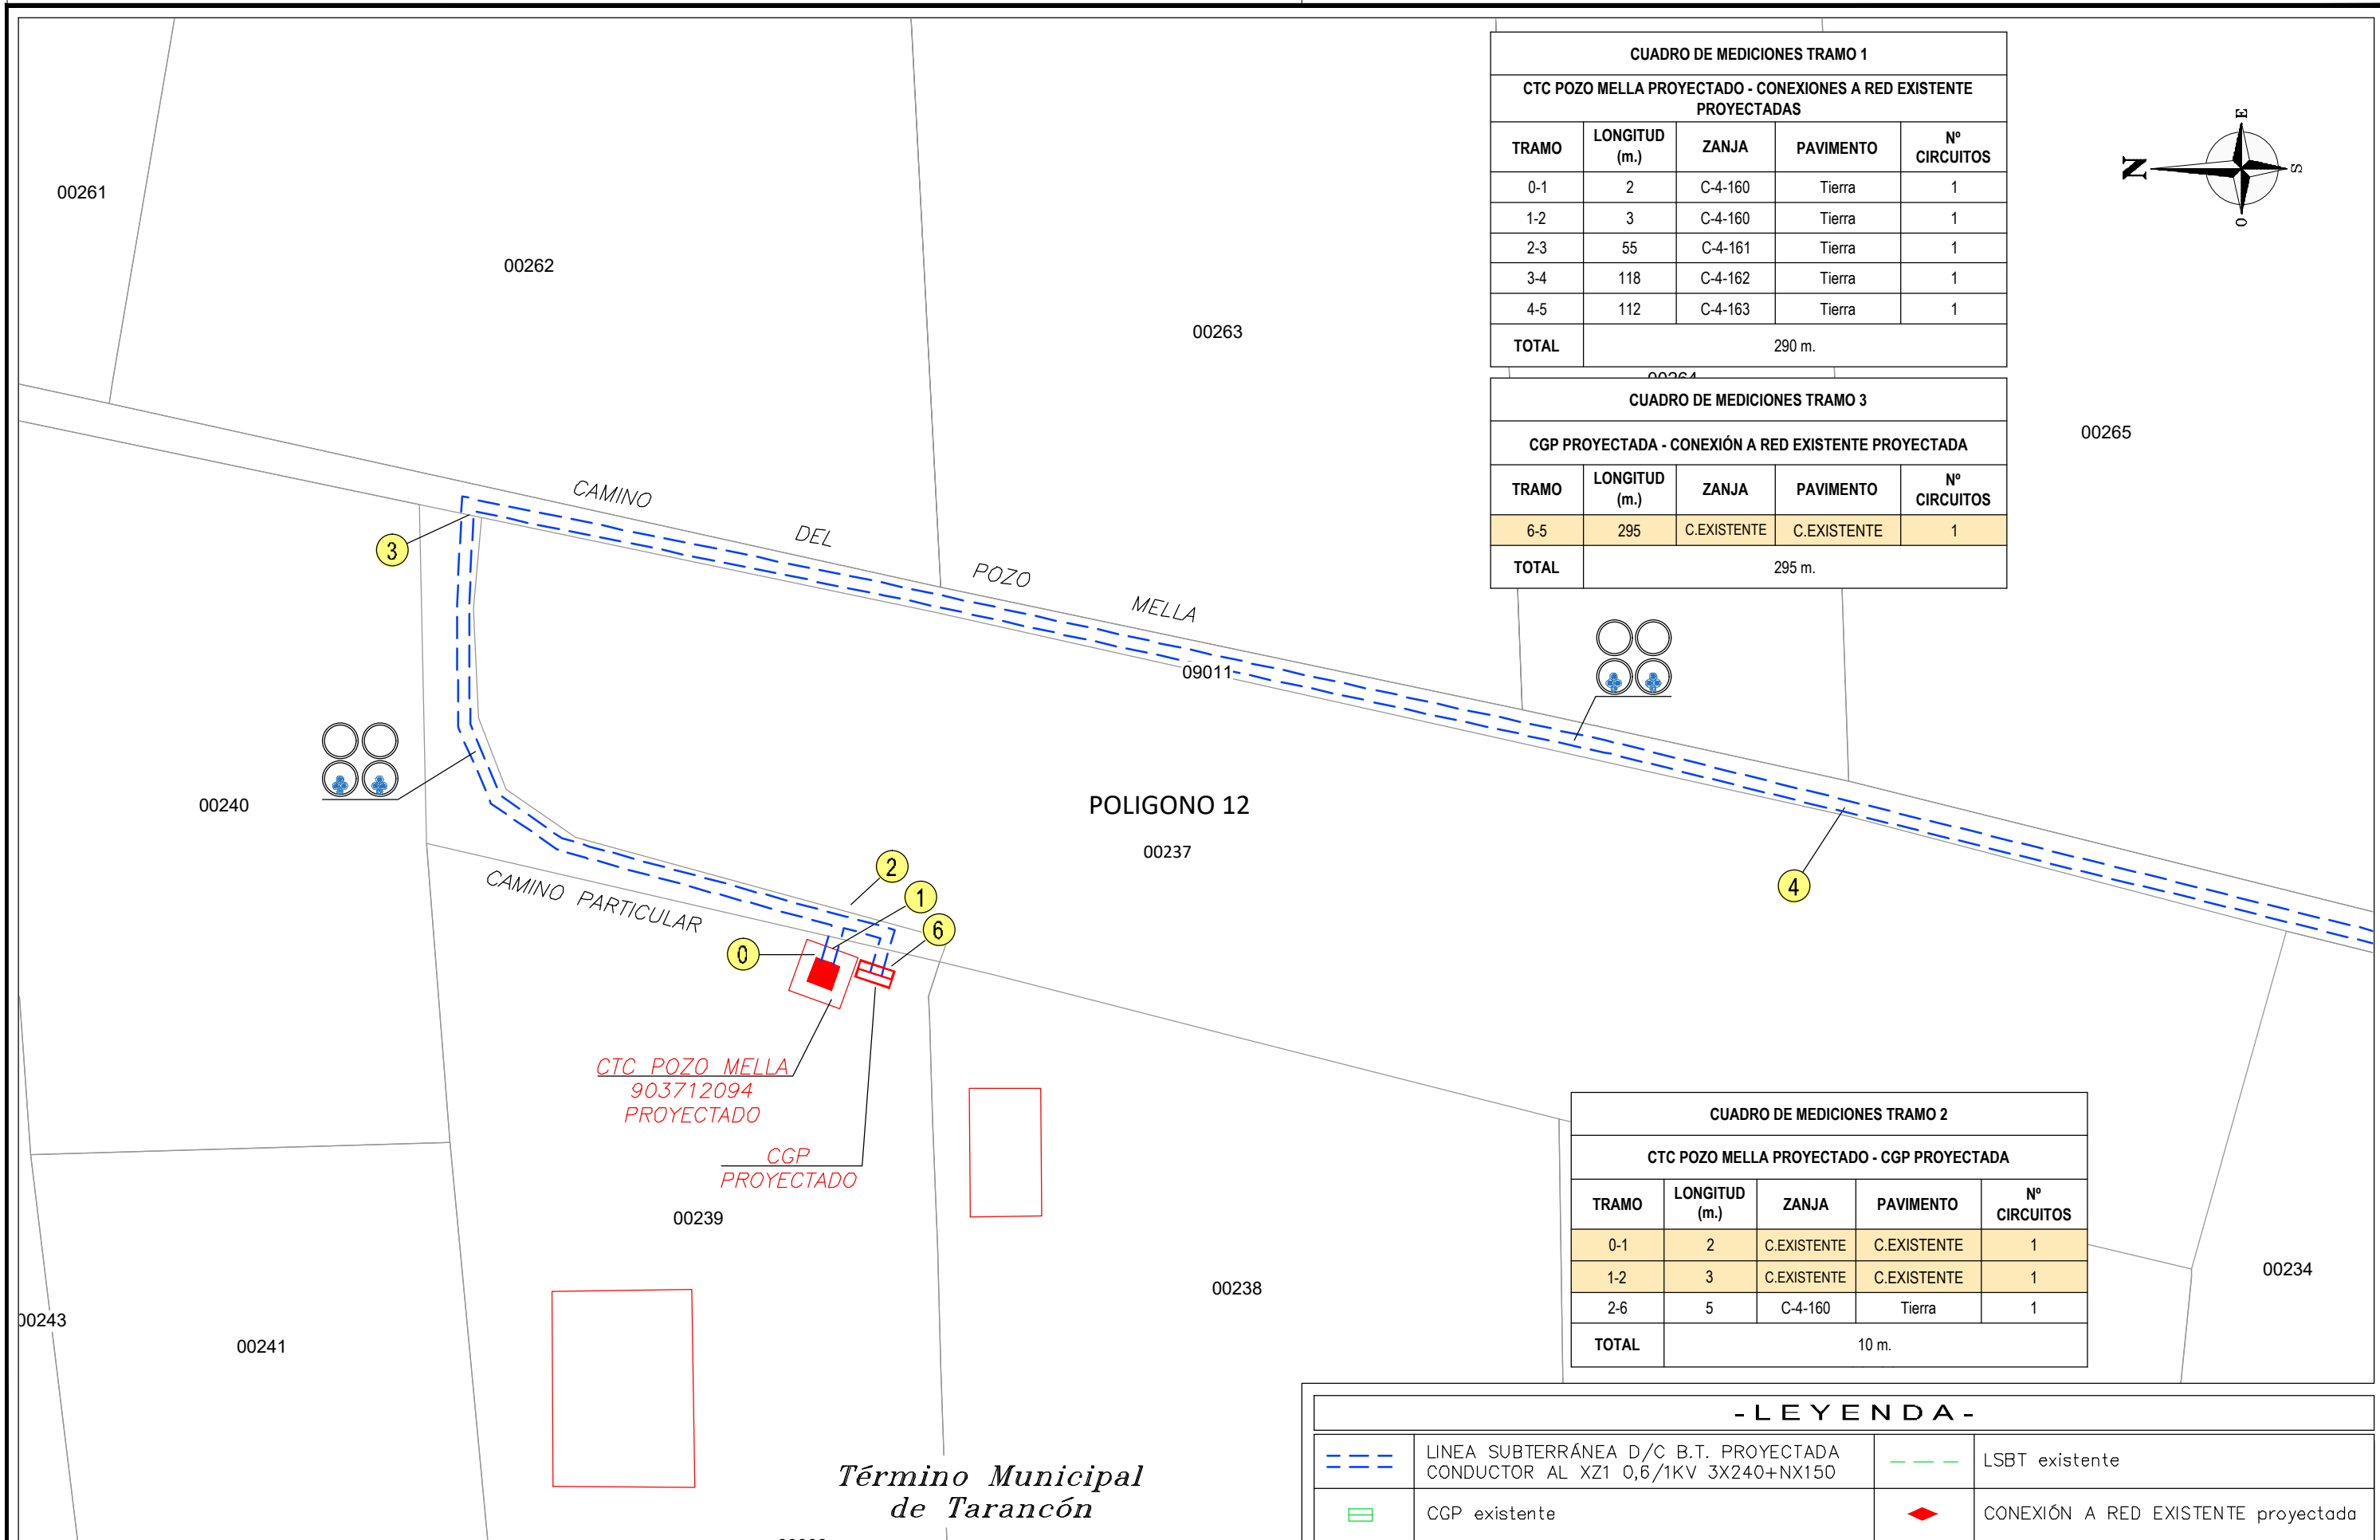 CUADRO DE MEDICIONES TRAMO 1
CTC POZO MELLA PROYECTADO - CONEXIONES A RED EXISTENTE
PROYECTADAS
TRAMO LONGITUD (m.) ZANJA PAVIMENTO Nº CIRCUITOS
0-1 2 C-4-160 Tierra 1
1-2 3 C-4-160 Tierra 1
2-3 55 C-4-161 Tierra 1
3-4 118 C-4-162 Tierra 1
4-5 112 C-4-163 Tierra 1
TOTAL 290 m.
N E S O
00261
00262
00263
00264
00265
CUADRO DE MEDICIONES TRAMO 3
CGP PROYECTADA - CONEXIÓN A RED EXISTENTE PROYECTADA
TRAMO LONGITUD (m.) ZANJA PAVIMENTO Nº CIRCUITOS
6-5 295 C.EXISTENTE C.EXISTENTE 1
TOTAL 295 m.
CAMINO DEL POZO MELLA
3
09011
00240
POLIGONO 12
00237
4
2
1
6
0
CAMINO PARTICULAR
CTC POZO MELLA
903712094
PROYECTADO
CGP
PROYECTADO
00239
00238
00234
00243
00241
CUADRO DE MEDICIONES TRAMO 2
CTC POZO MELLA PROYECTADO - CGP PROYECTADA
TRAMO LONGITUD (m.) ZANJA PAVIMENTO Nº CIRCUITOS
0-1 2 C.EXISTENTE C.EXISTENTE 1
1-2 3 C.EXISTENTE C.EXISTENTE 1
2-6 5 C-4-160 Tierra 1
TOTAL 10 m.
Término Municipal
de Tarancón
-LEYENDA-
LINEA SUBTERRÁNEA D/C B.T. PROYECTADA
CONDUCTOR AL XZ1 0,6/1KV 3X240+NX150
LSBT existente
CGP existente
CONEXIÓN A RED EXISTENTE proyectada